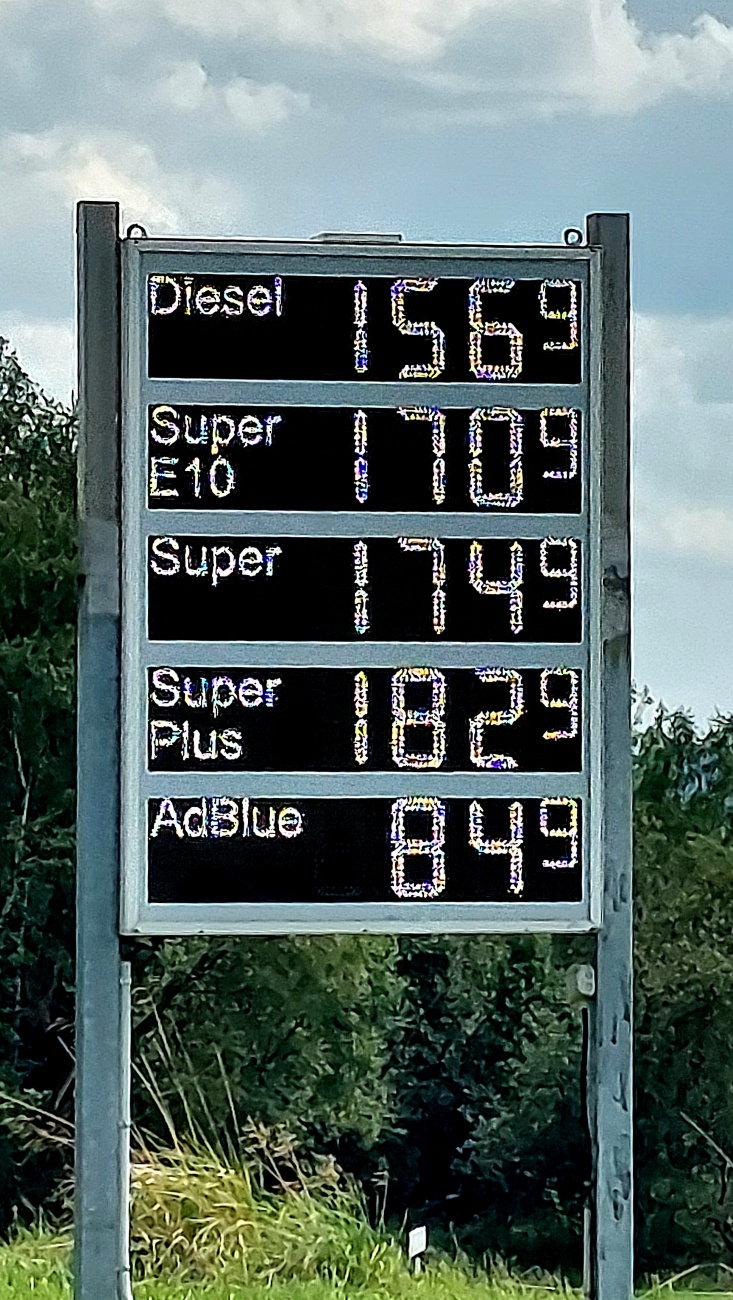 Diesel 156⁹
Super 170⁹
E10
Super 174⁹
Super 182⁹
Plus
AdBlue 84⁹